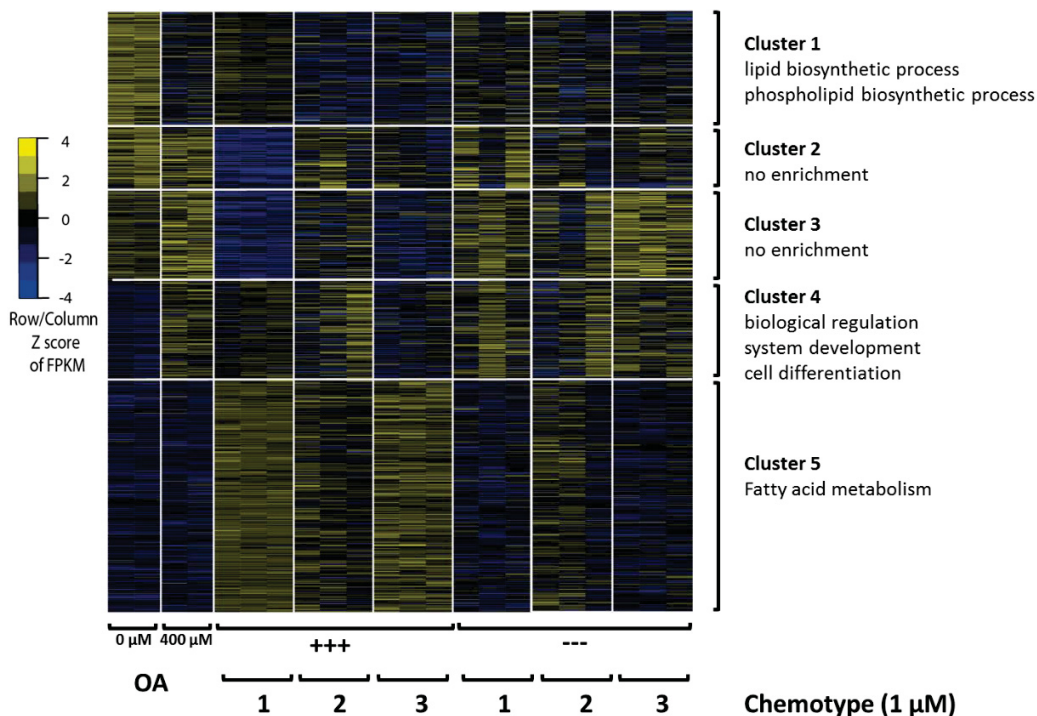 Cluster 1
lipid biosynthetic process
phospholipid biosynthetic process
Cluster 2
no enrichment
Cluster 3
no enrichment
Cluster 4
biological regulation
system development
cell differentiation
Cluster 5
Fatty acid metabolism
4
2
0
-2
-4
Row/Column
Z score
of FPKM
0 μM 400 μM +++ ---
OA
1 2 3 1 2 3 Chemotype (1 μM)